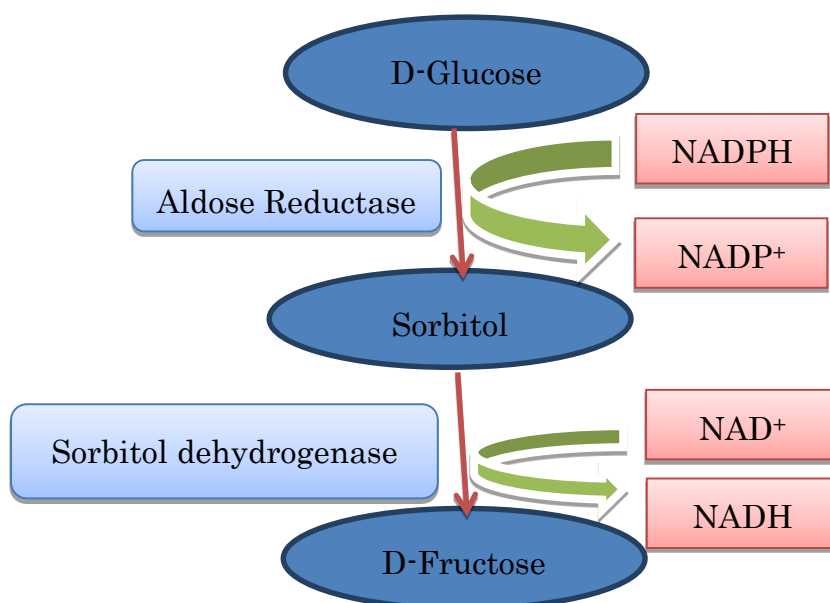 D-Glucose
NADPH
Aldose Reductase
NADP⁺
Sorbitol
NAD⁺
Sorbitol dehydrogenase
NADH
D-Fructose